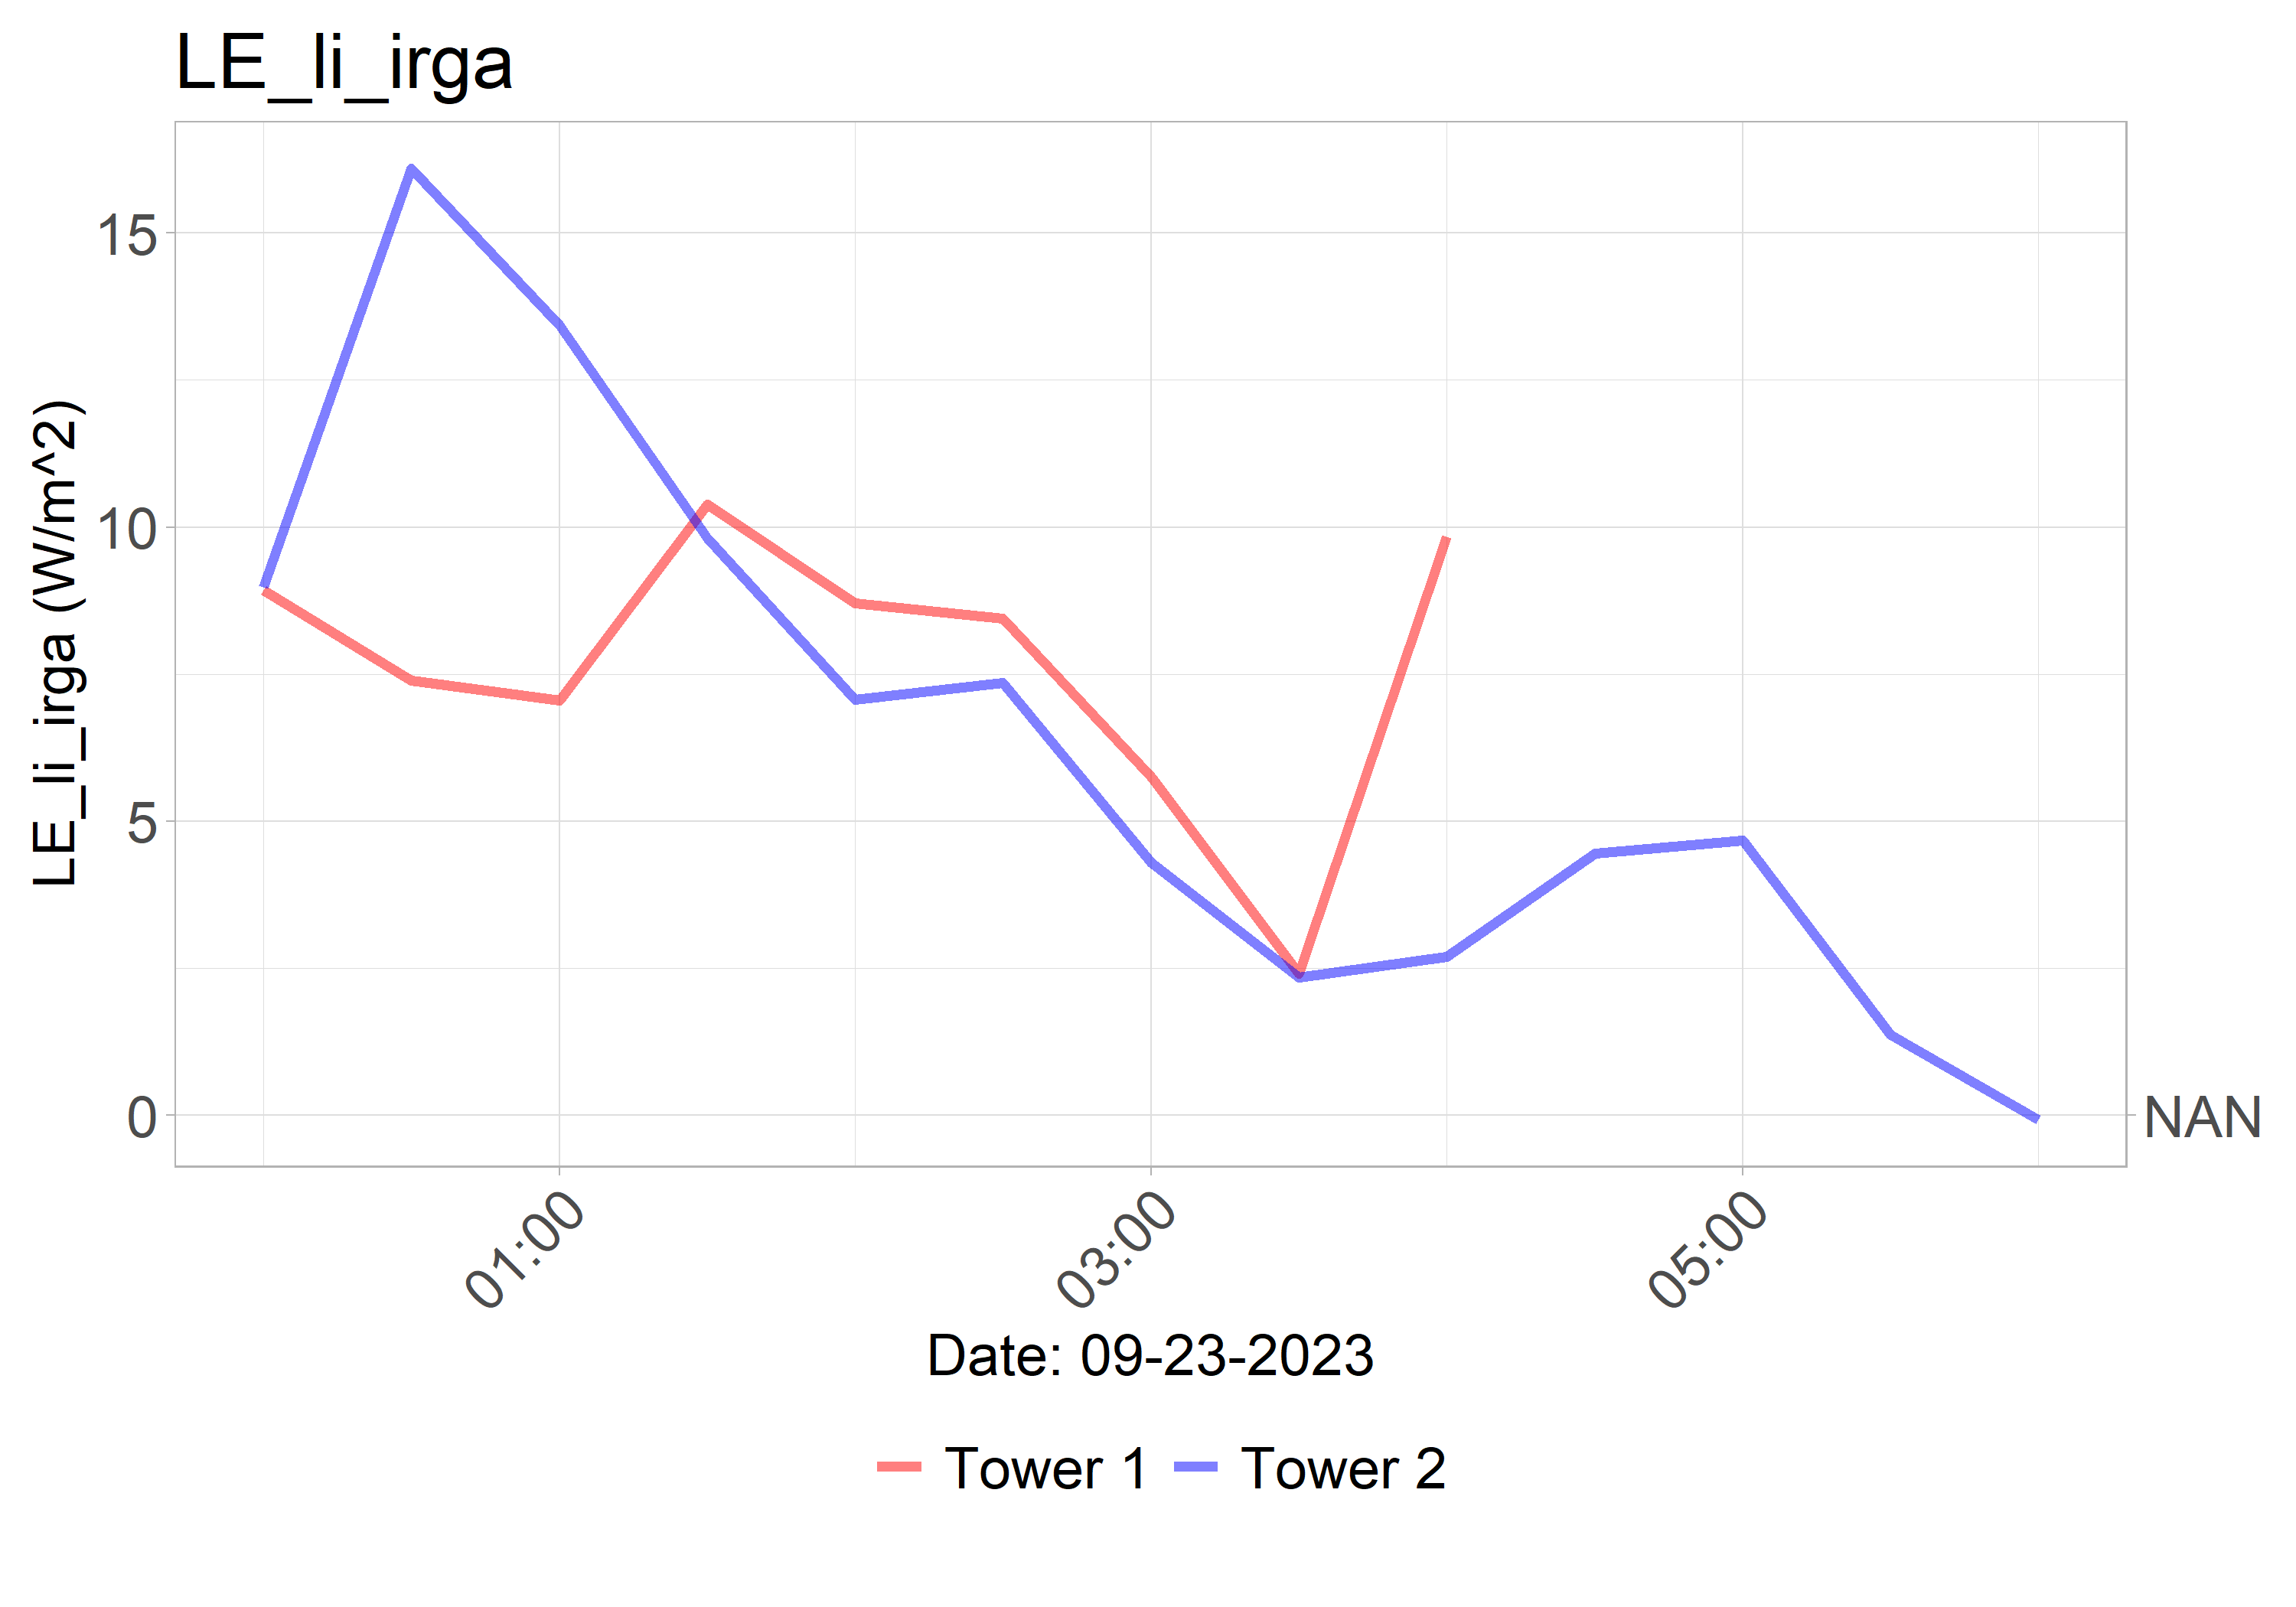 LE_li_irga
LE_li_irga (W/m^2)
15
10
5
0
NAN
01:00
03:00
05:00
Date: 09-23-2023
Tower 1
Tower 2